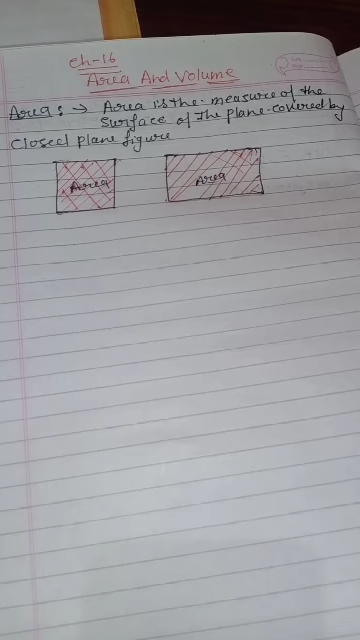 ch-16
Area And Volume
Area : → Area is the measure of the
surface of the plane covered by
closed plane figure
Area
Area